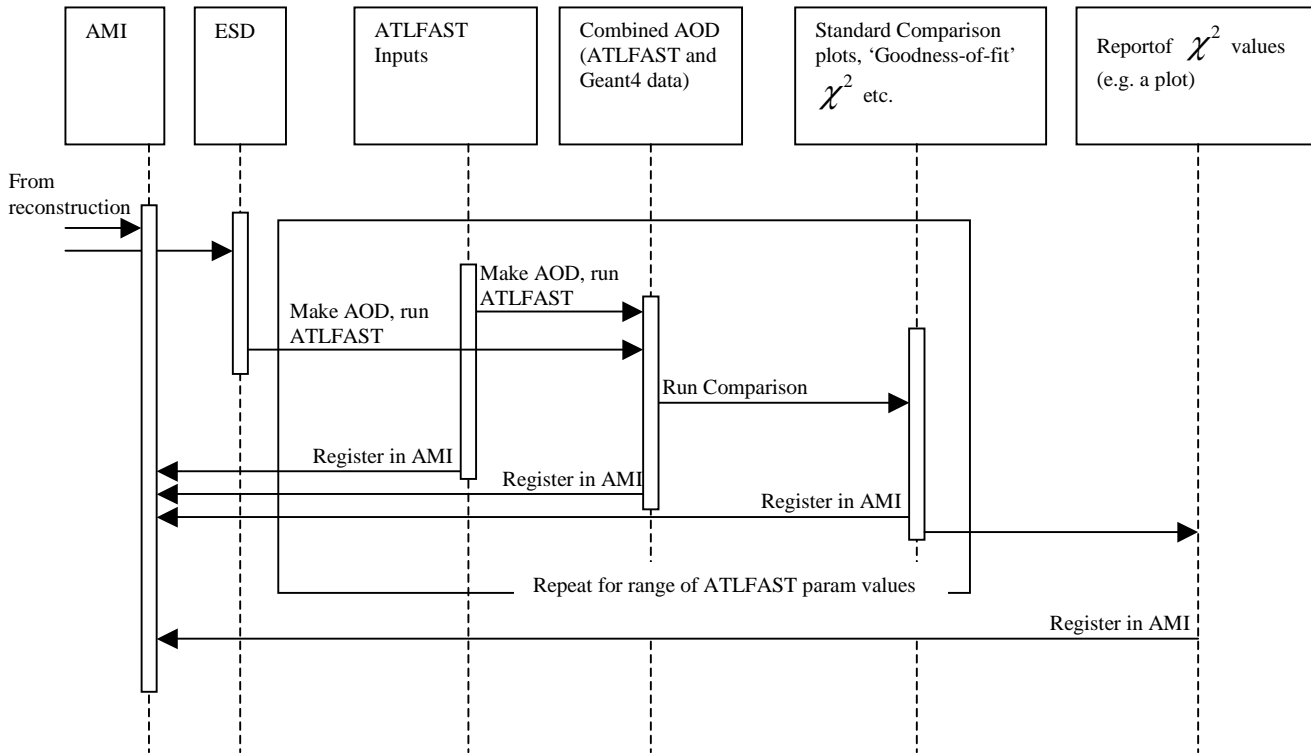 AMI
ESD
ATLFAST
Inputs
Combined AOD
(ATLFAST and
Geant4 data)
Standard Comparison
plots, ‘Goodness-of-fit’
χ² etc.
Reportof χ² values
(e.g. a plot)
From
reconstruction
Make AOD, run
ATLFAST
Make AOD, run
ATLFAST
Run Comparison
Register in AMI
Register in AMI
Register in AMI
Repeat for range of ATLFAST param values
Register in AMI